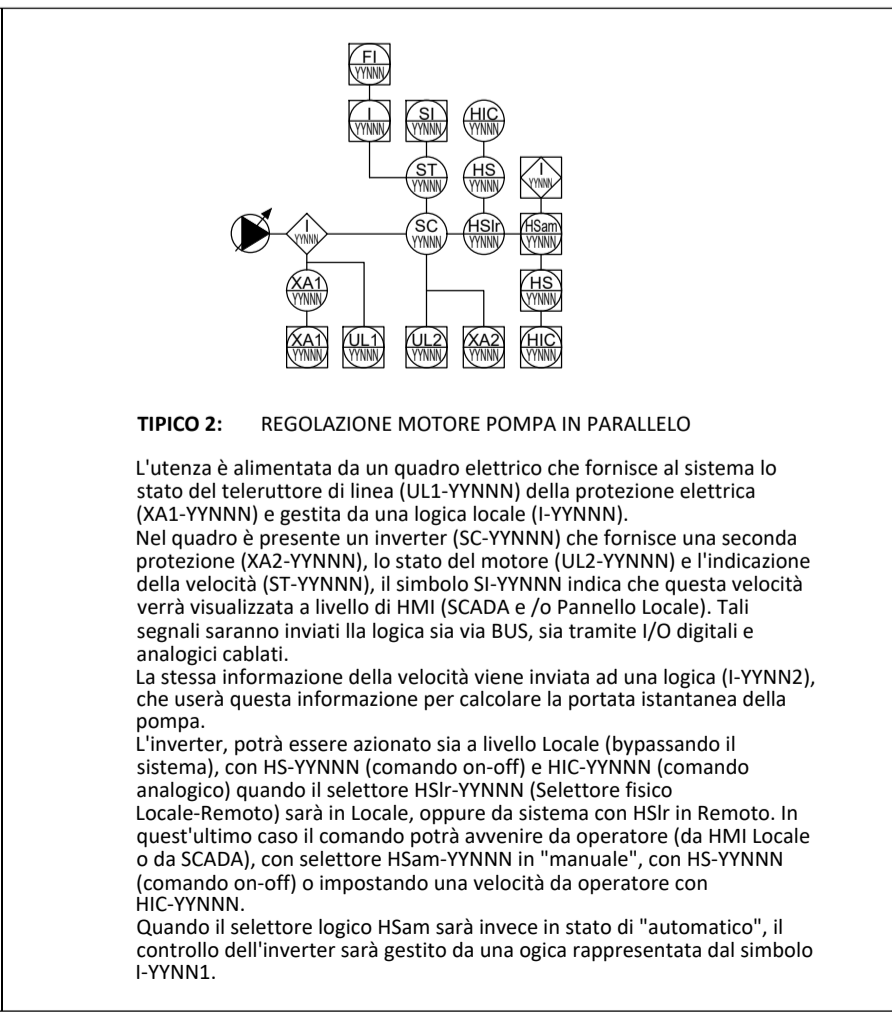 FI
YYNNN
I
YYNNN
SI
YYNNN
HIC
YYNNN
ST
YYNNN
HS
YYNNN
I
YYNNN
I
YYNNN
SC
YYNNN
HSlr
YYNNN
HSam
YYNNN
XA1
YYNNN
HS
YYNNN
XA1
YYNNN
UL1
YYNNN
UL2
YYNNN
XA2
YYNNN
HIC
YYNNN
TIPICO 2: REGOLAZIONE MOTORE POMPA IN PARALLELO
L'utenza è alimentata da un quadro elettrico che fornisce al sistema lo
stato del teleruttore di linea (UL1-YYNNN) della protezione elettrica
(XA1-YYNNN) e gestita da una logica locale (I-YYNNN).
Nel quadro è presente un inverter (SC-YYNNN) che fornisce una seconda
protezione (XA2-YYNNN), lo stato del motore (UL2-YYNNN) e l'indicazione
della velocità (ST-YYNNN), il simbolo SI-YYNNN indica che questa velocità
verrà visualizzata a livello di HMI (SCADA e /o Pannello Locale). Tali
segnali saranno inviati lla logica sia via BUS, sia tramite I/O digitali e
analogici cablati.
La stessa informazione della velocità viene inviata ad una logica (I-YYNN2),
che userà questa informazione per calcolare la portata istantanea della
pompa.
L'inverter, potrà essere azionato sia a livello Locale (bypassando il
sistema), con HS-YYNNN (comando on-off) e HIC-YYNNN (comando
analogico) quando il selettore HSlr-YYNNN (Selettore fisico
Locale-Remoto) sarà in Locale, oppure da sistema con HSlr in Remoto. In
quest'ultimo caso il comando potrà avvenire da operatore (da HMI Locale
o da SCADA), con selettore HSam-YYNNN in "manuale", con HS-YYNNN
(comando on-off) o impostando una velocità da operatore con
HIC-YYNNN.
Quando il selettore logico HSam sarà invece in stato di "automatico", il
controllo dell'inverter sarà gestito da una ogica rappresentata dal simbolo
I-YYNN1.